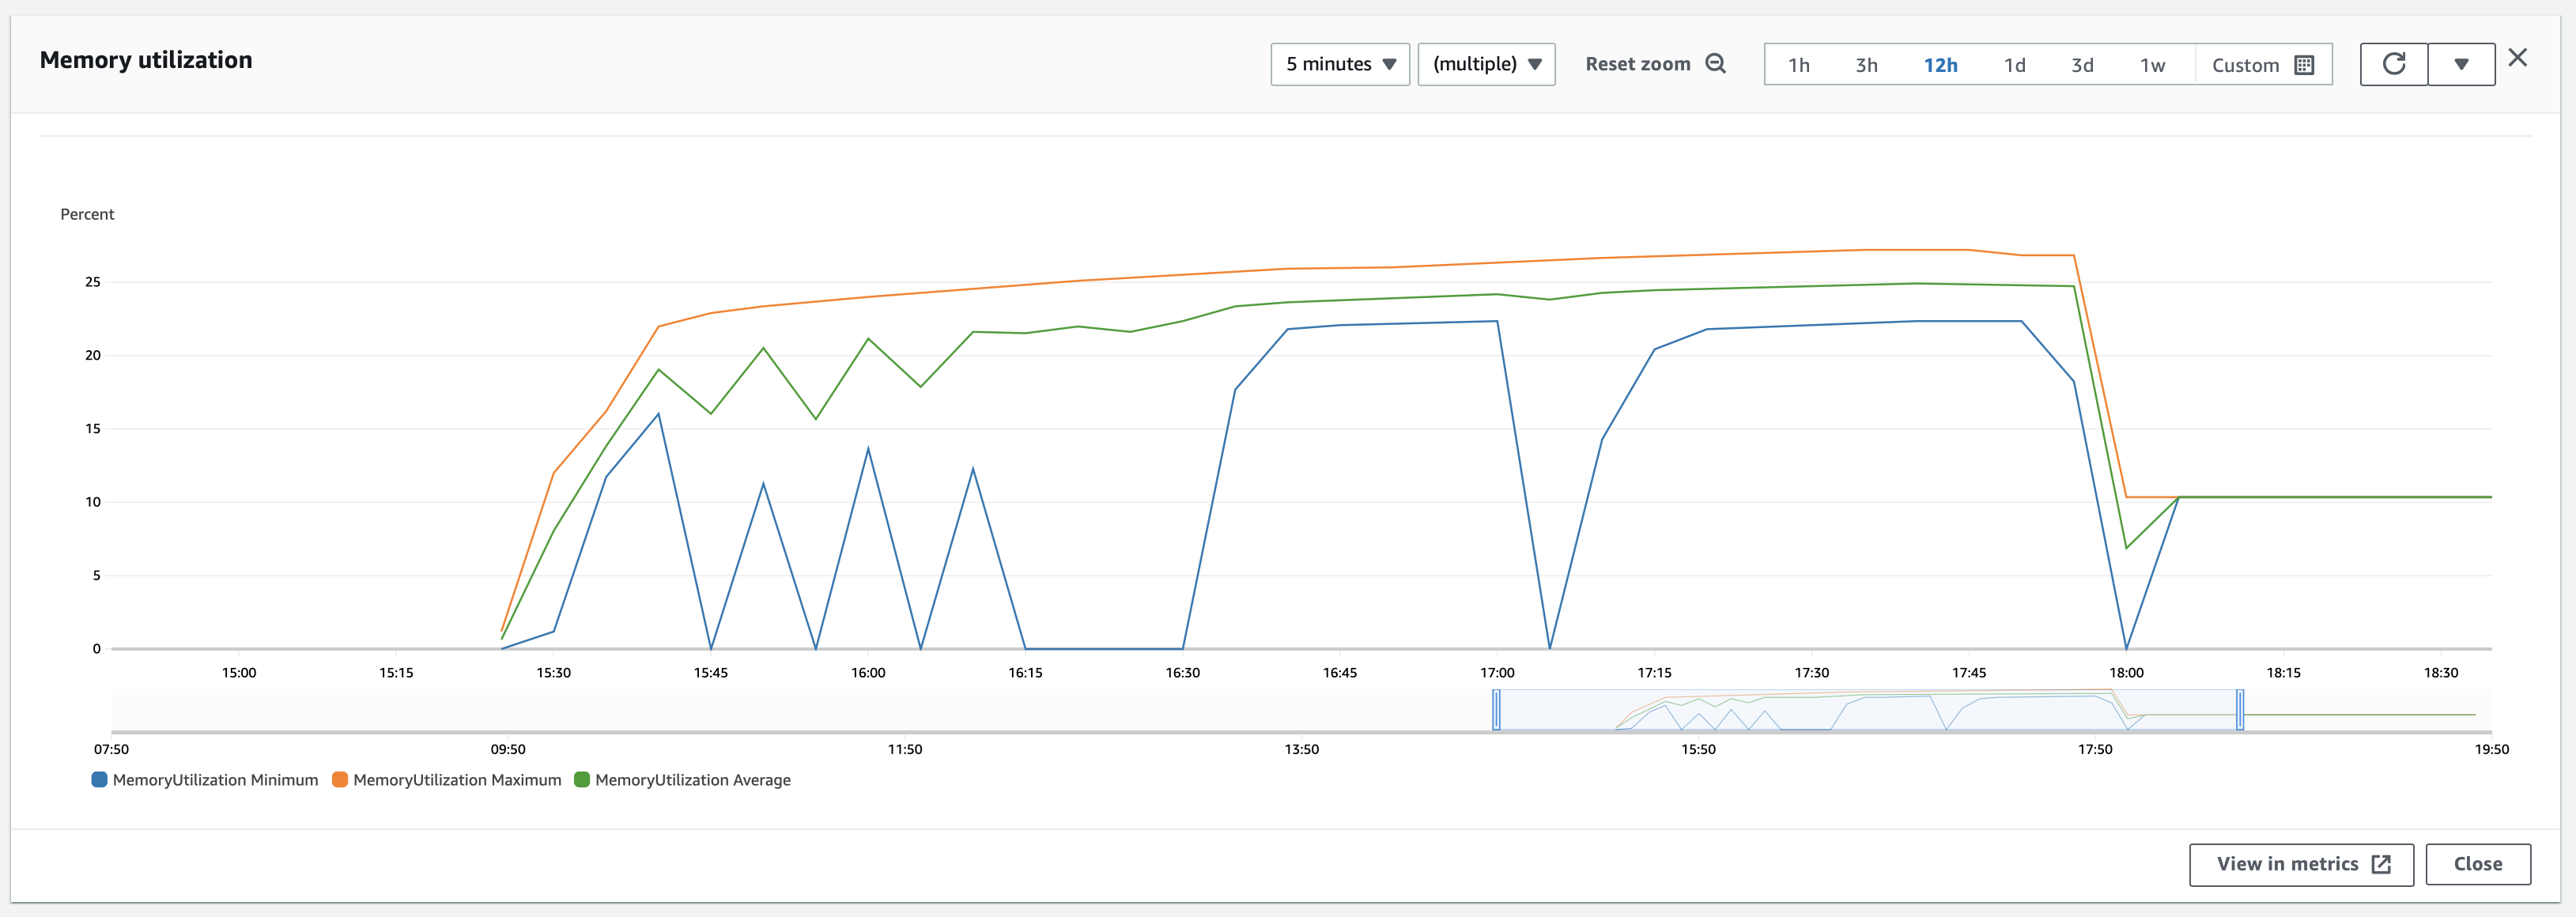 Memory utilization
5 minutes
(multiple)
Reset zoom
1h 3h 12h 1d 3d 1w Custom
Percent
25
20
15
10
5
0
15:00 15:15 15:30 15:45 16:00 16:15 16:30 16:45 17:00 17:15 17:30 17:45 18:00 18:15 18:30
07:50 09:50 11:50 13:50 15:50 17:50 19:50
MemoryUtilization Minimum MemoryUtilization Maximum MemoryUtilization Average
View in metrics
Close